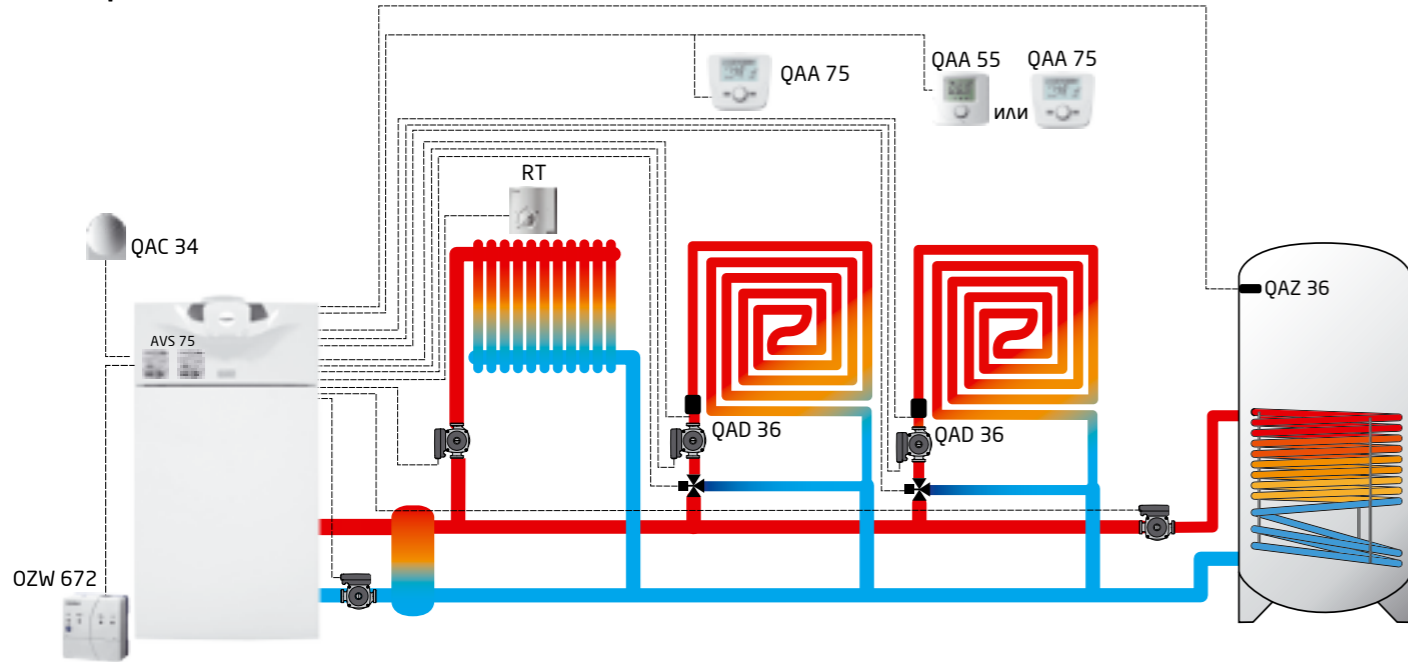 QAA 75
QAA 55
или
QAA 75
RT
QAC 34
QAZ 36
AVS 75
QAD 36
QAD 36
OZW 672